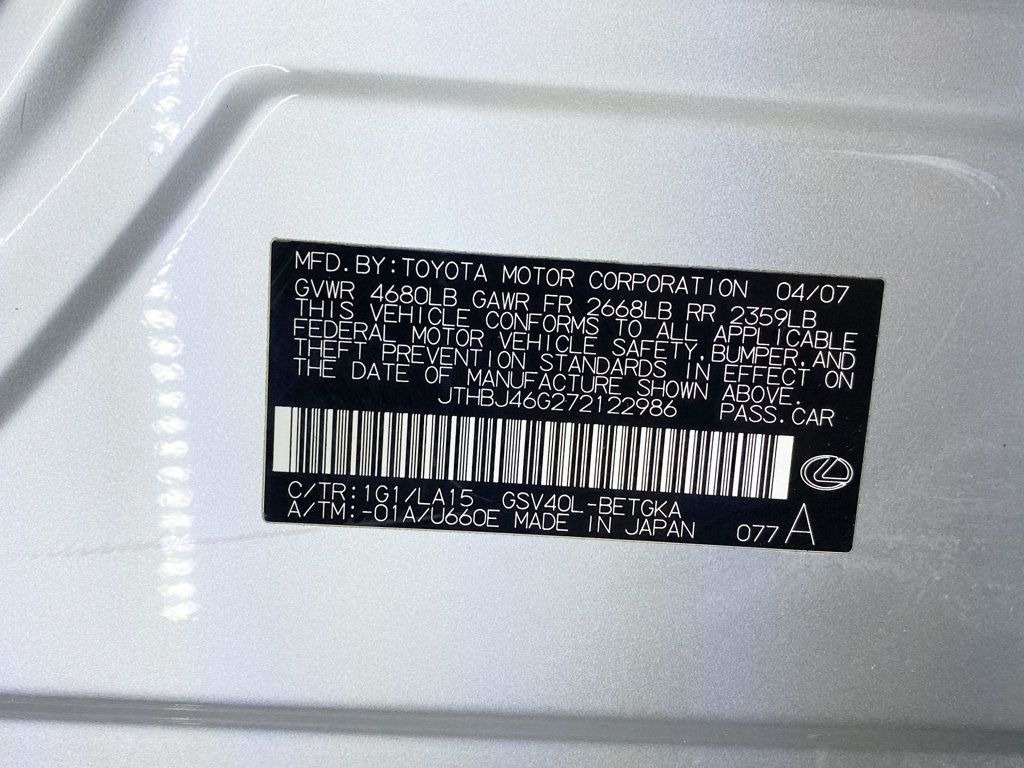 MFD.BY:TOYOTA MOTOR CORPORATION 04/07
GVWR 4680LB GAWR FR 2668LB RR 2359LB
THIS VEHICLE CONFORMS TO ALL APPLICABLE
FEDERAL MOTOR VEHICLE SAFETY,BUMPER,AND
THEFT PREVENTION STANDARDS IN EFFECT ON
THE DATE OF MANUFACTURE SHOWN ABOVE.
JTHBJ46G272122986 PASS.CAR
C/TR:1G1/LA15 GSV40L-BETGKA
A/TM:-01A/U660E MADE IN JAPAN 077 A